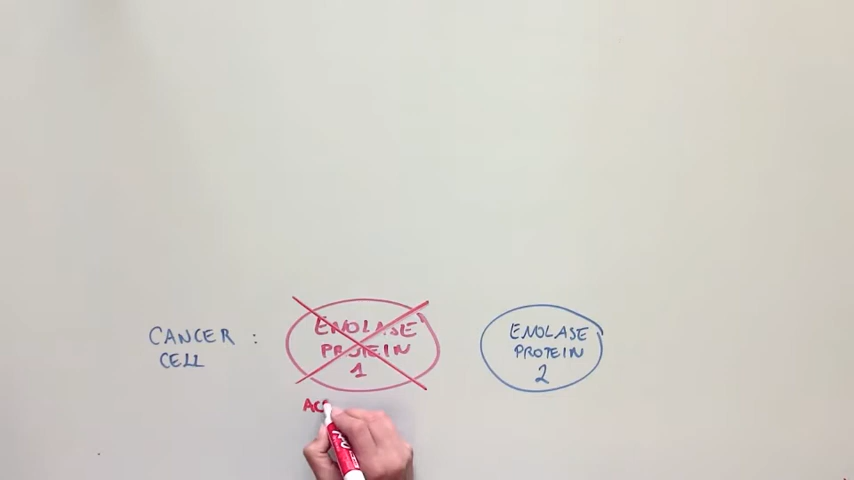 CANCER :
CELL
ENOLASE
PROTEIN
1
ENOLASE
PROTEIN
2